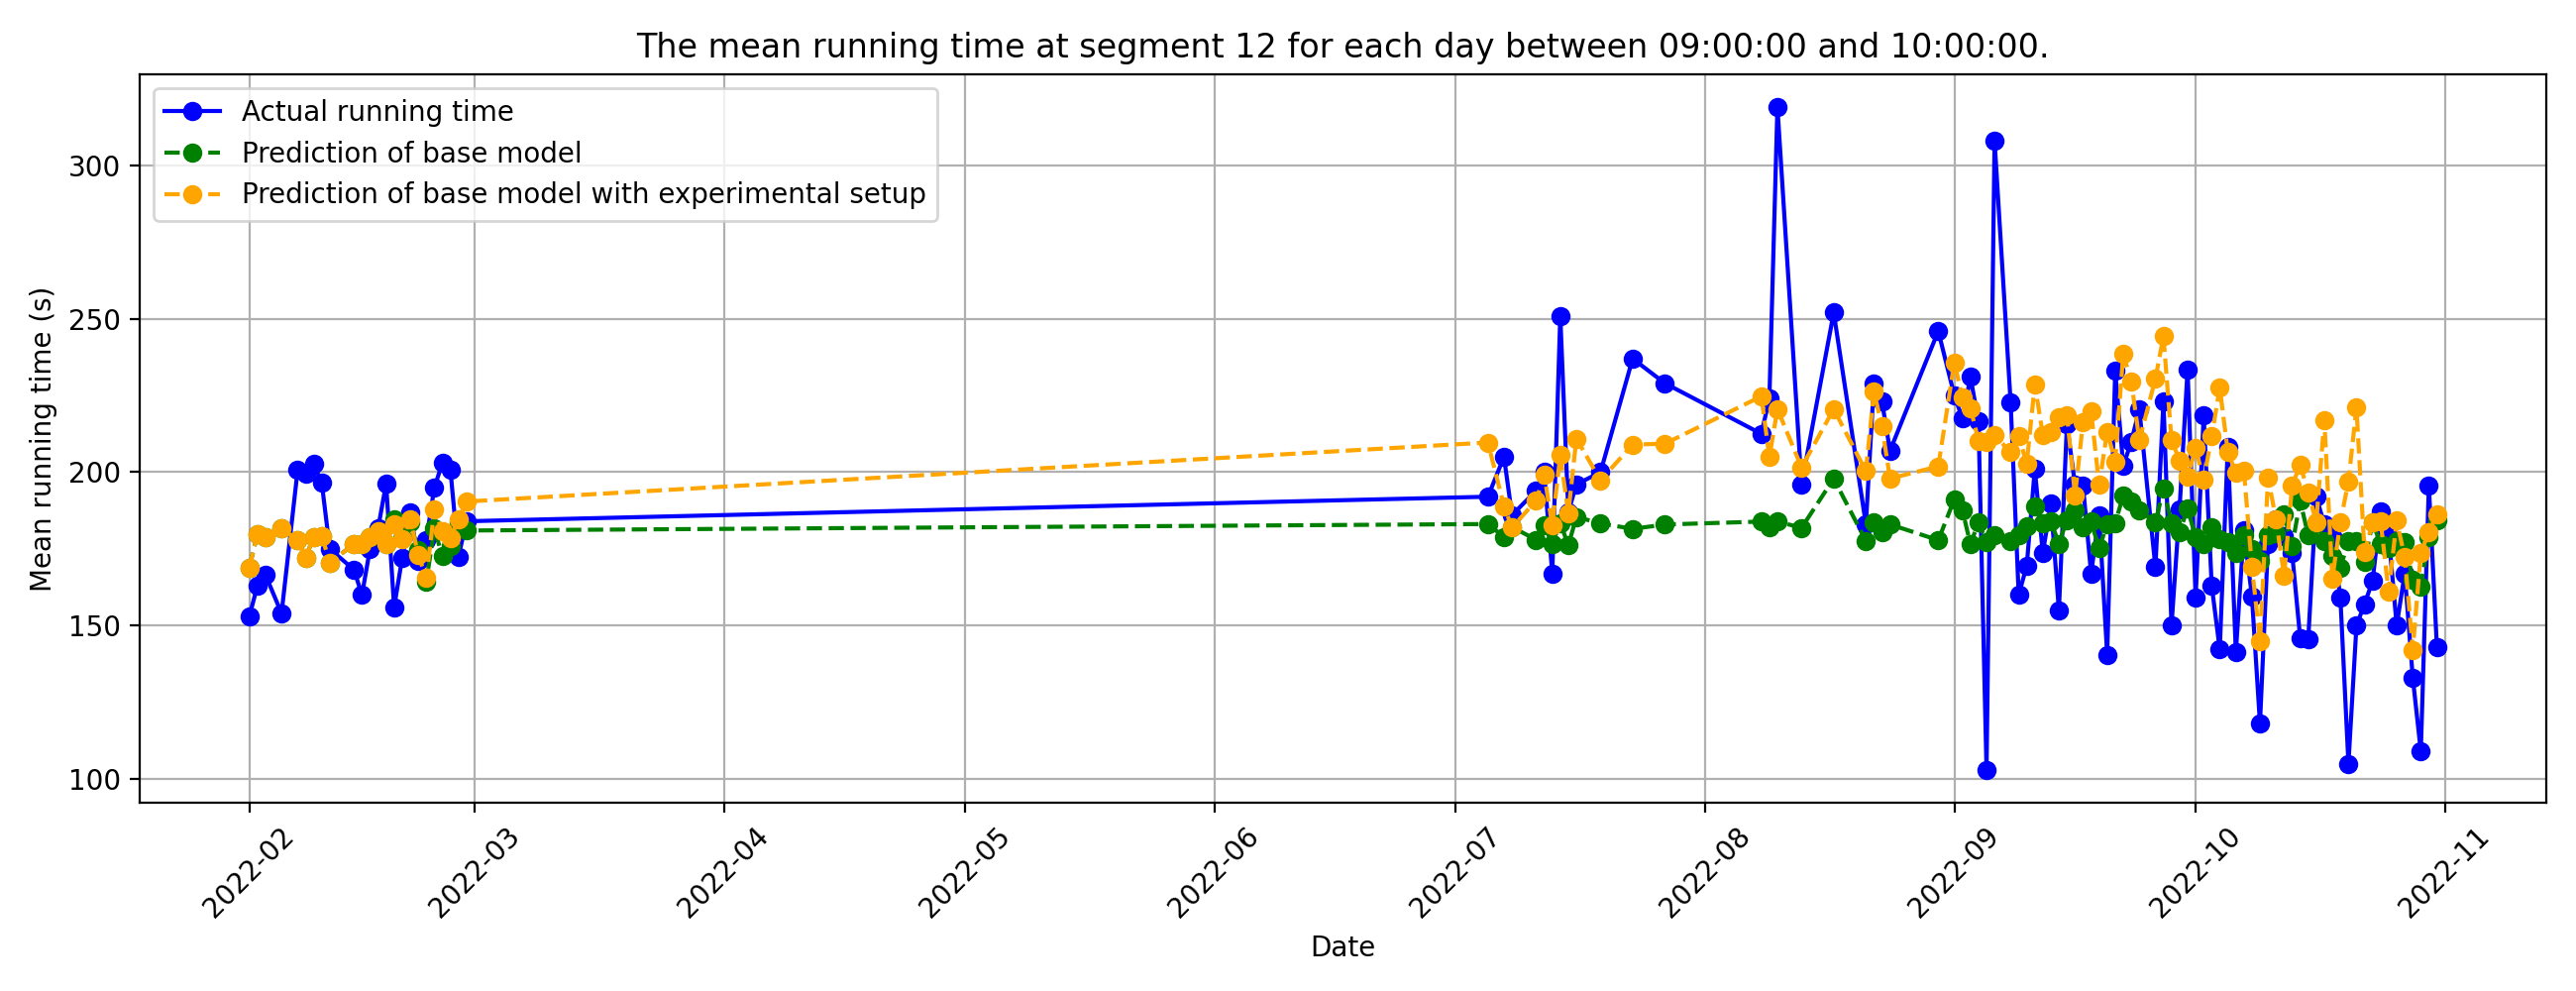 The mean running time at segment 12 for each day between 09:00:00 and 10:00:00.
Actual running time
Prediction of base model
Prediction of base model with experimental setup
Mean running time (s)
300
250
200
150
100
2022-02
2022-03
2022-04
2022-05
2022-06
2022-07
2022-08
2022-09
2022-10
2022-11
Date